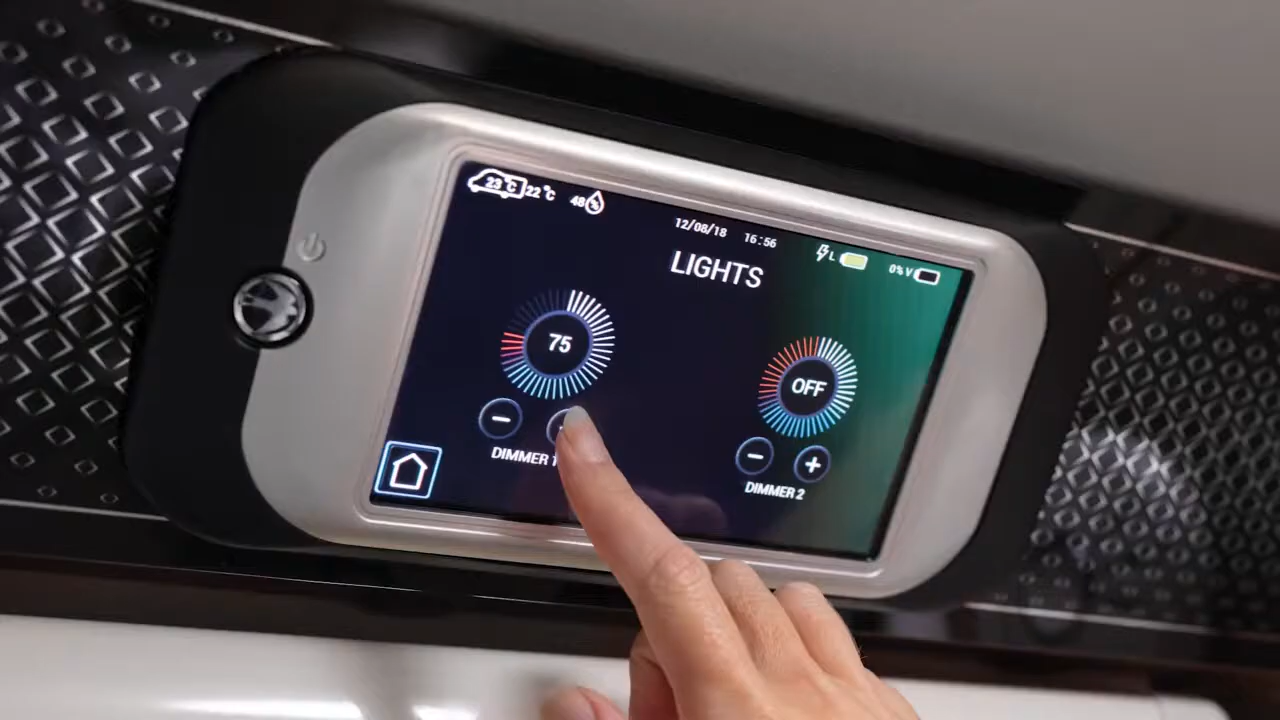 23°C 22°C 48%
12/08/18 16:56
L 0% V
LIGHTS
75
OFF
DIMMER 1
DIMMER 2